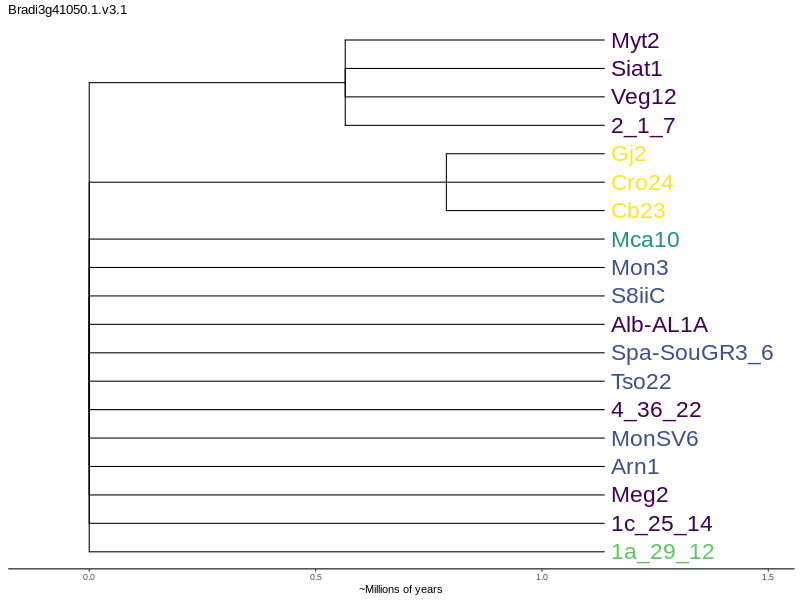 Bradi3g41050.1.v3.1
Myt2
Siat1
Veg12
2_1_7
Gj2
Cro24
Cb23
Mca10
Mon3
S8iiC
Alb-AL1A
Spa-SouGR3_6
Tso22
4_36_22
MonSV6
Arn1
Meg2
1c_25_14
1a_29_12
0.0 0.5 1.0 1.5
~Millions of years